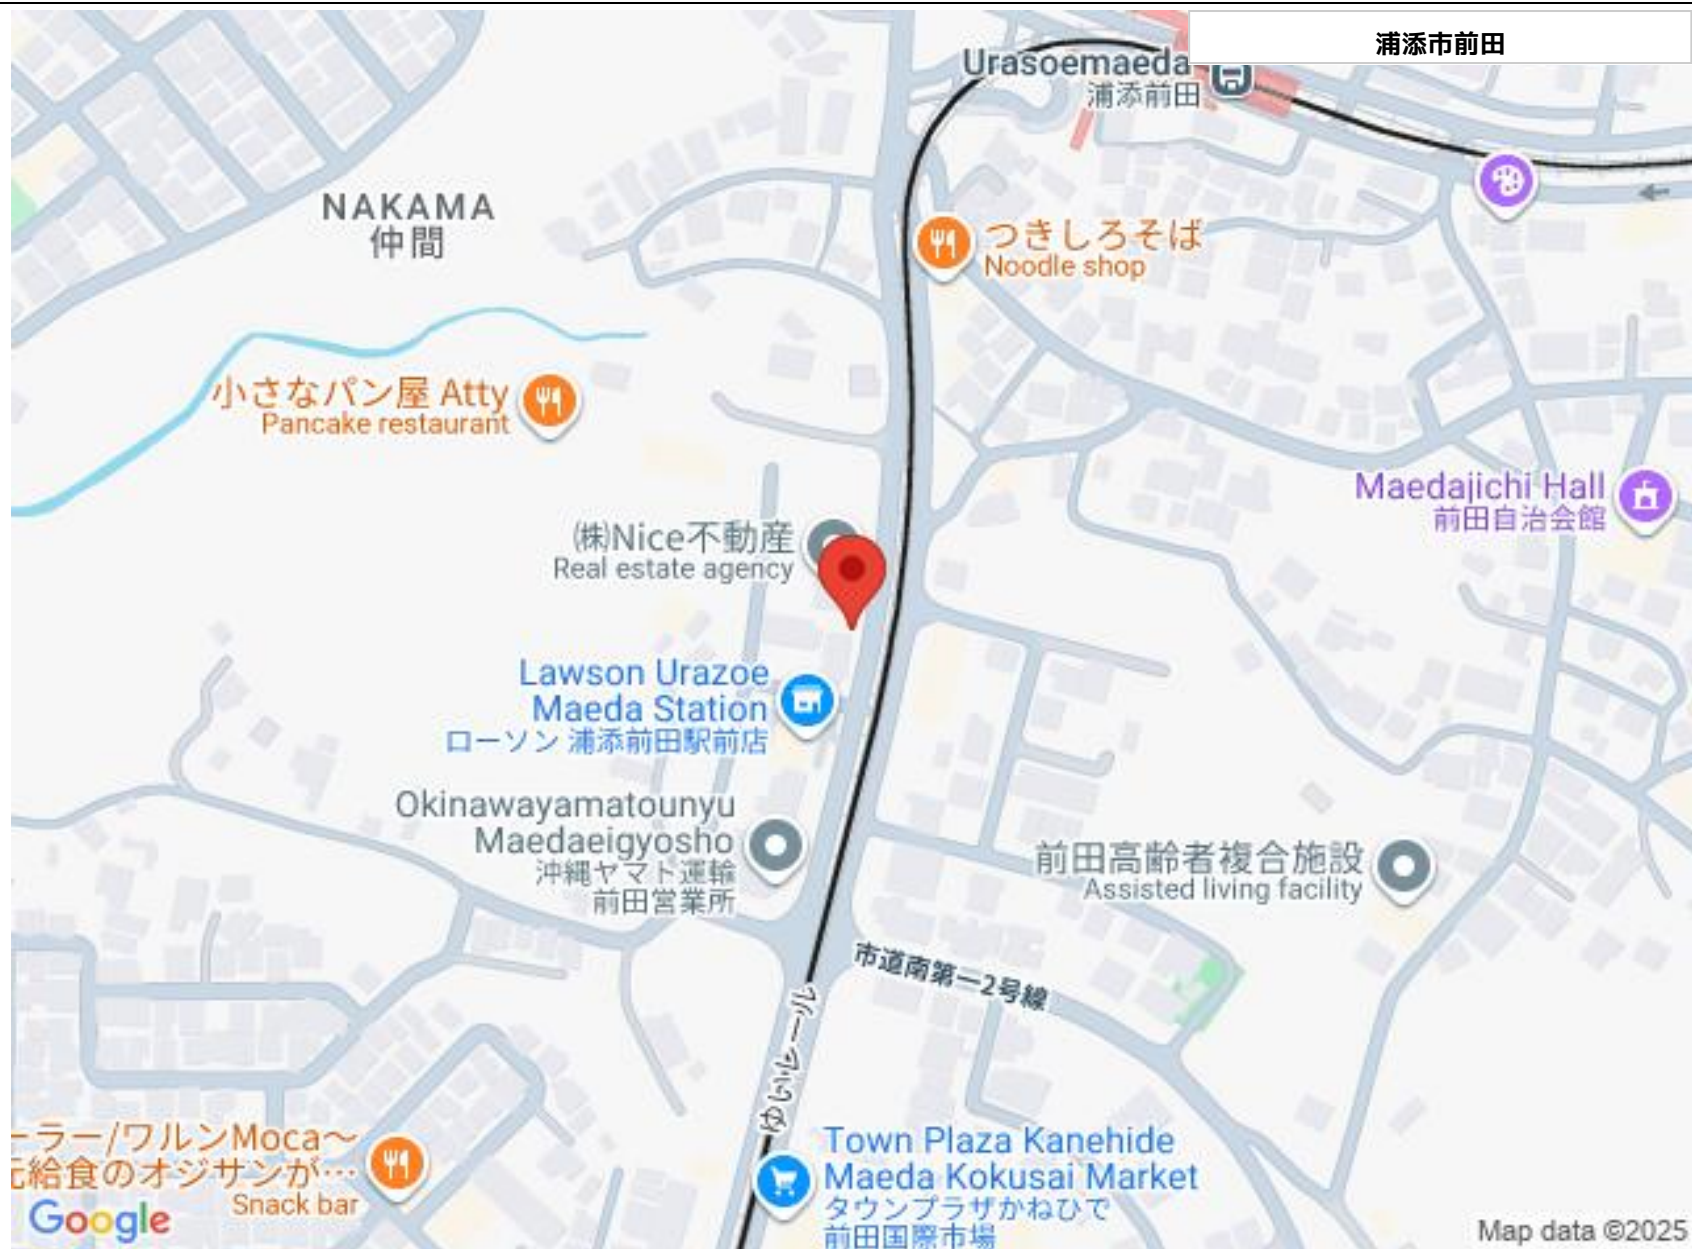 浦添市前田
Urasoemaeda
浦添前田
NAKAMA
仲間
つきしろそば
Noodle shop
小さなパン屋 Atty
Pancake restaurant
Maedajichi Hall
前田自治会館
㈱Nice不動産
Real estate agency
Lawson Urazoe
Maeda Station
ローソン 浦添前田駅前店
Okinawayamatounyu
Maedaeigyosho
沖縄ヤマト運輸
前田営業所
前田高齢者複合施設
Assisted living facility
市道南第一2号線
ゆいレール
ーラー/ワルンMoca〜
元給食のオジサンが…
Snack bar
Town Plaza Kanehide
Maeda Kokusai Market
タウンプラザかねひで
前田国際市場
Google
Map data ©2025